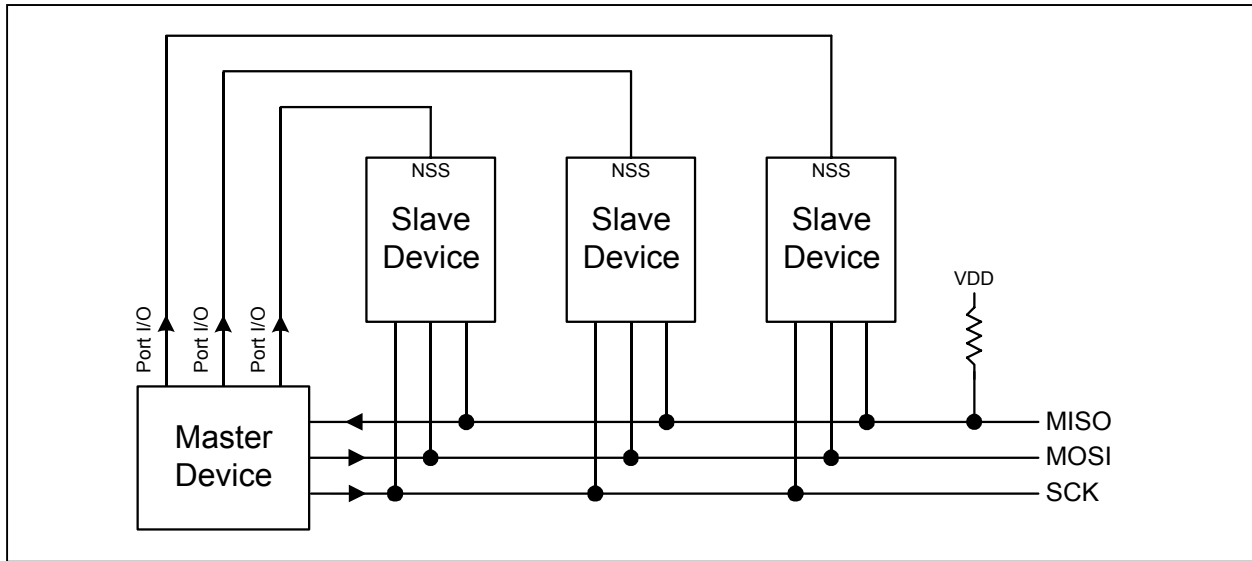 NSS
Slave
Device
NSS
Slave
Device
NSS
Slave
Device
VDD
Port I/O
Port I/O
Port I/O
Master
Device
MISO
MOSI
SCK